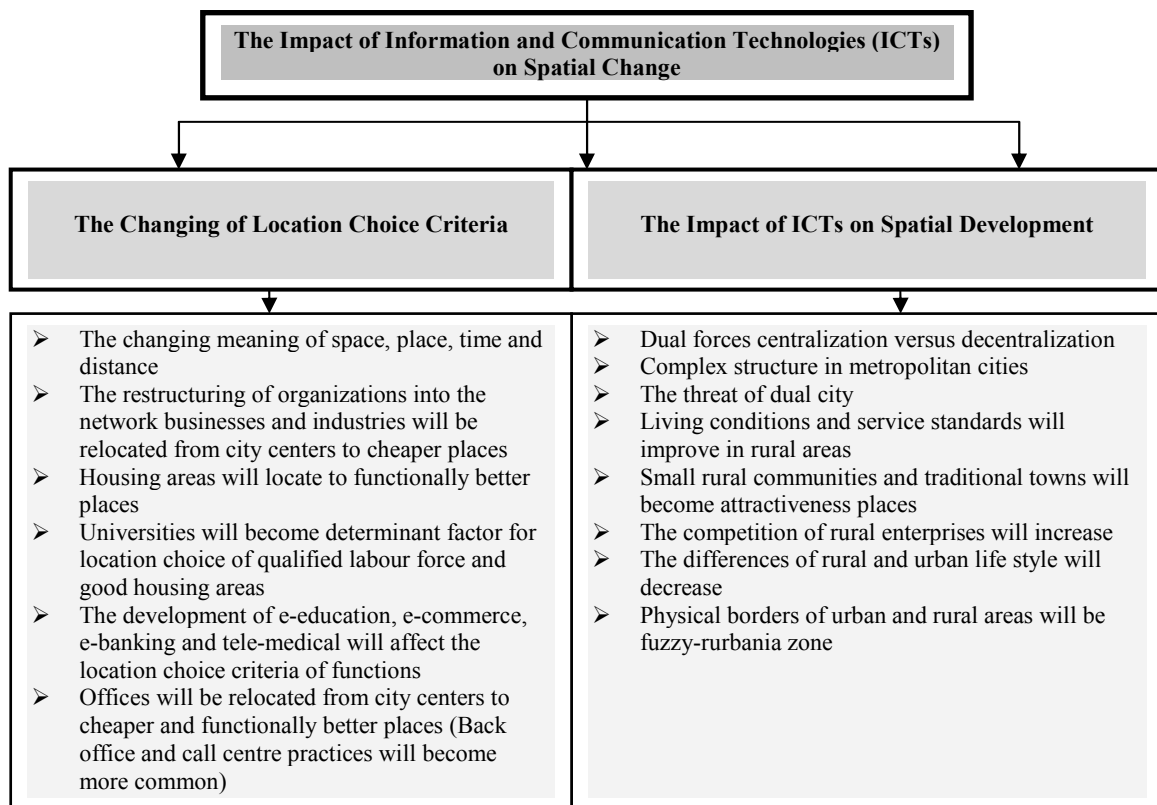 The Impact of Information and Communication Technologies (ICTs)
on Spatial Change
The Changing of Location Choice Criteria
The Impact of ICTs on Spatial Development
➢ The changing meaning of space, place, time and
distance
➢ The restructuring of organizations into the
network businesses and industries will be
relocated from city centers to cheaper places
➢ Housing areas will locate to functionally better
places
➢ Universities will become determinant factor for
location choice of qualified labour force and
good housing areas
➢ The development of e-education, e-commerce,
e-banking and tele-medical will affect the
location choice criteria of functions
➢ Offices will be relocated from city centers to
cheaper and functionally better places (Back
office and call centre practices will become
more common)
➢ Dual forces centralization versus decentralization
➢ Complex structure in metropolitan cities
➢ The threat of dual city
➢ Living conditions and service standards will
improve in rural areas
➢ Small rural communities and traditional towns will
become attractiveness places
➢ The competition of rural enterprises will increase
➢ The differences of rural and urban life style will
decrease
➢ Physical borders of urban and rural areas will be
fuzzy-rurbania zone